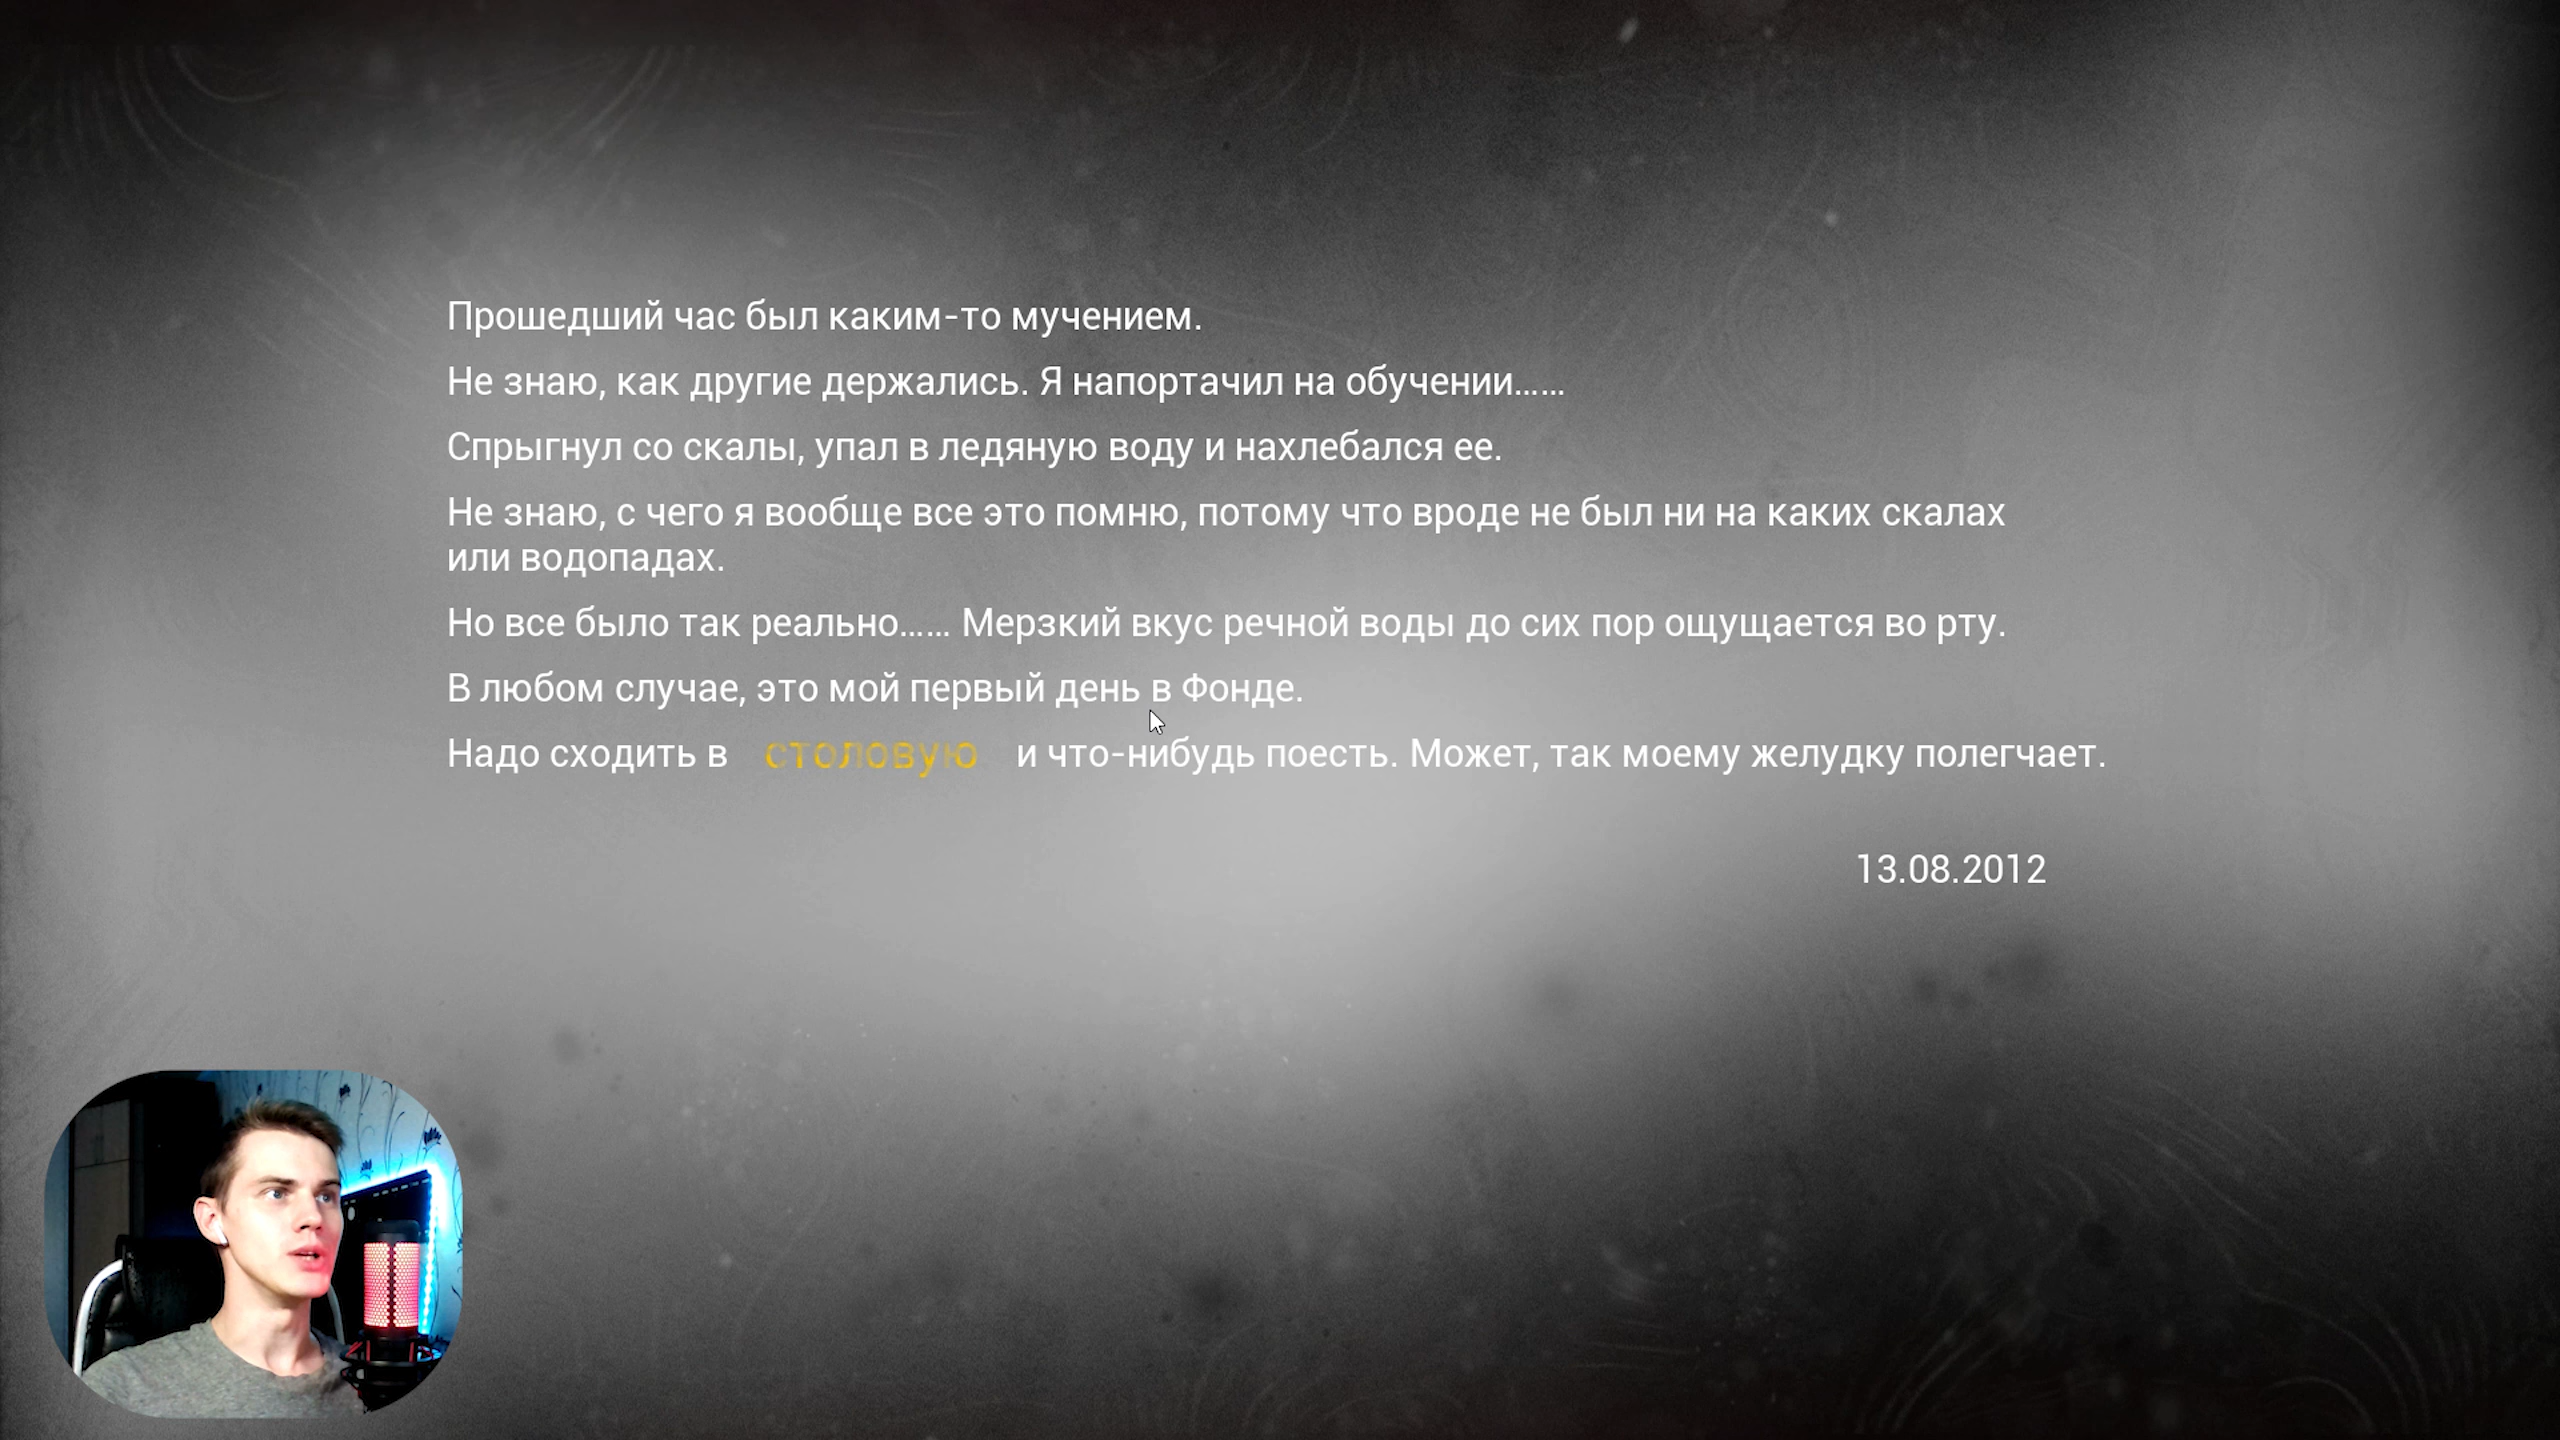 Прошедший час был каким-то мучением.
Не знаю, как другие держались. Я напортачил на обучении......
Спрыгнул со скалы, упал в ледяную воду и нахлебался ее.
Не знаю, с чего я вообще все это помню, потому что вроде не был ни на каких скалах
или водопадах.
Но все было так реально...... Мерзкий вкус речной воды до сих пор ощущается во рту.
В любом случае, это мой первый день в Фонде.
Надо сходить в столовую и что-нибудь поесть. Может, так моему желудку полегчает.
13.08.2012